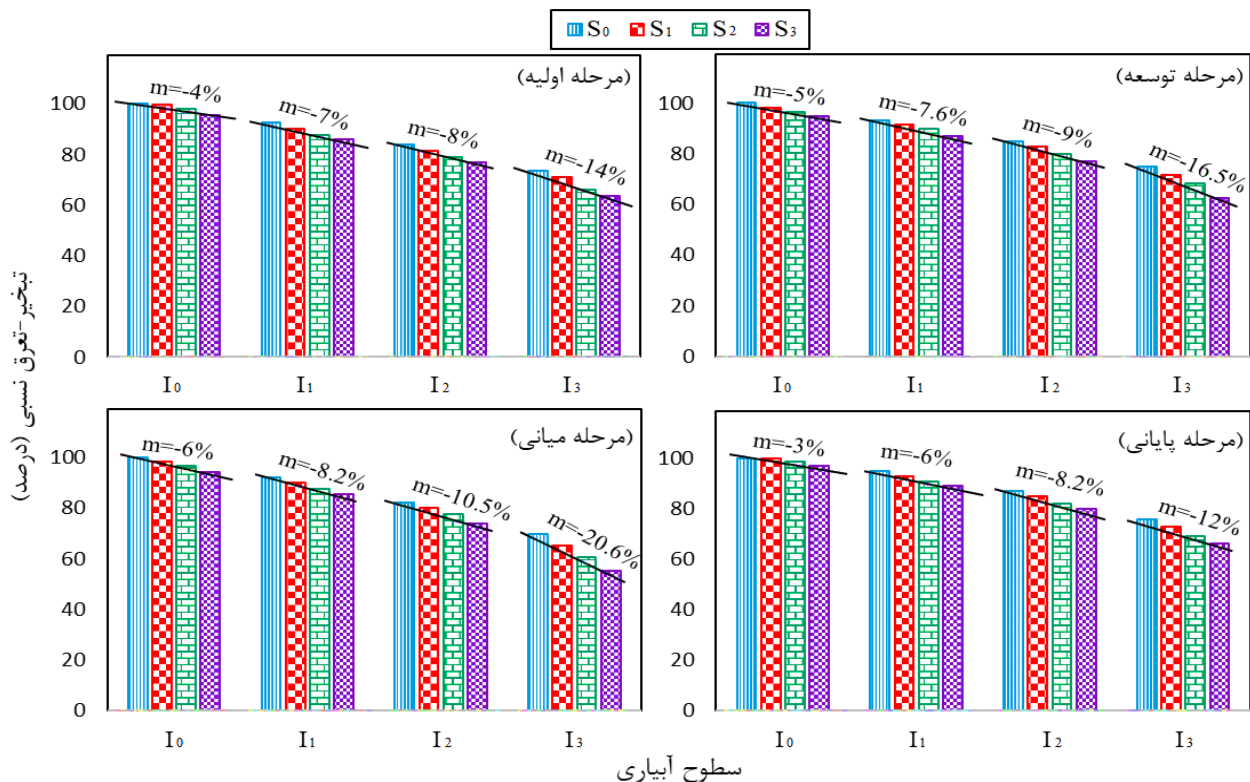 S₀ S₁ S₂ S₃
(مرحله اولیه)
m=-4%
m=-7%
m=-8%
m=-14%
100
80
60
40
20
0
I₀ I₁ I₂ I₃
(مرحله توسعه)
m=-5%
m=-7.6%
m=-9%
m=-16.5%
100
80
60
40
20
0
I₀ I₁ I₂ I₃
(مرحله میانی)
m=-6%
m=-8.2%
m=-10.5%
m=-20.6%
100
80
60
40
20
0
I₀ I₁ I₂ I₃
(مرحله پایانی)
m=-3%
m=-6%
m=-8.2%
m=-12%
100
80
60
40
20
0
I₀ I₁ I₂ I₃
تبخیر-تعرق نسبی (درصد)
سطوح آبیاری